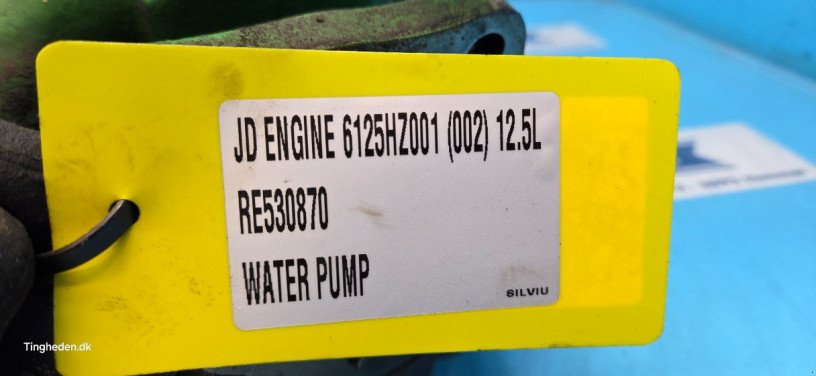 JD ENGINE 6125HZ001 (002) 12.5L
RE530870
WATER PUMP
SILVIU
Tingheden.dk